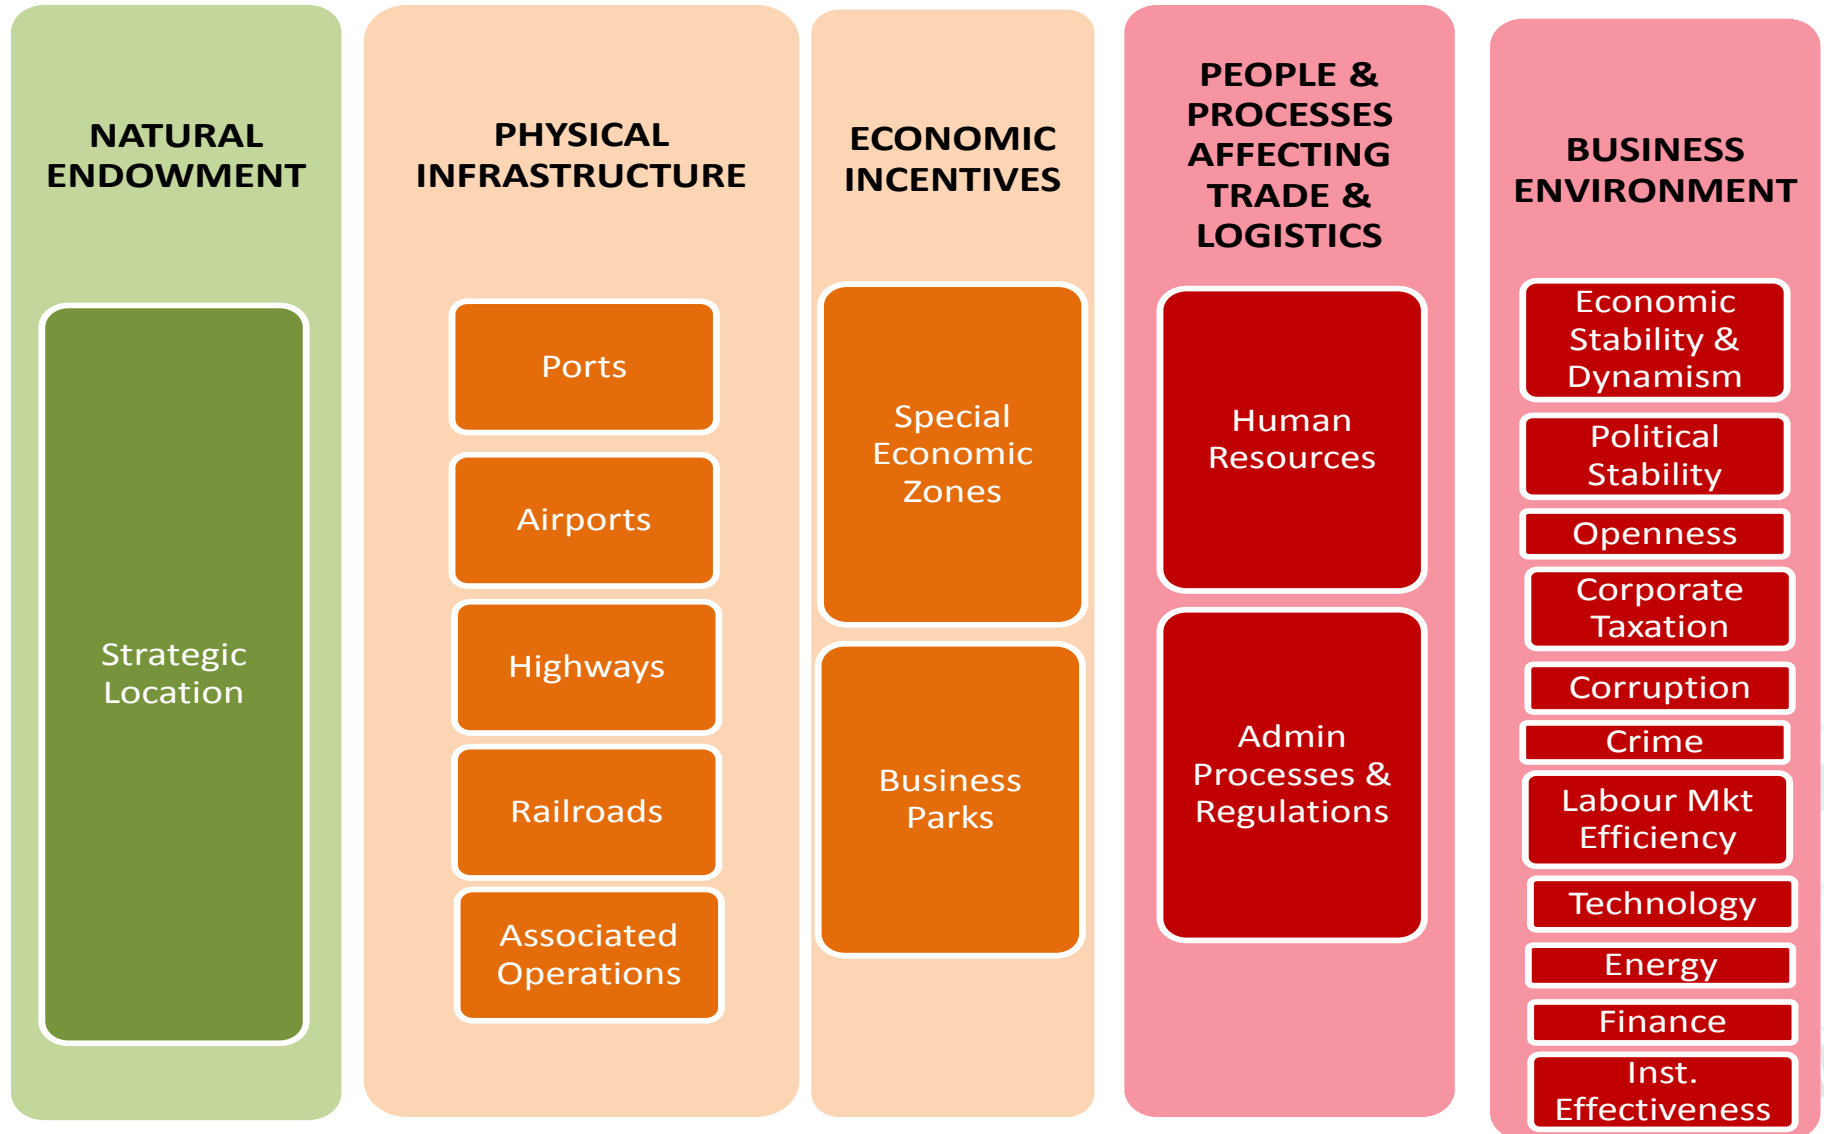 NATURAL
ENDOWMENT
Strategic
Location
PHYSICAL
INFRASTRUCTURE
Ports
Airports
Highways
Railroads
Associated
Operations
ECONOMIC
INCENTIVES
Special
Economic
Zones
Business
Parks
PEOPLE &
PROCESSES
AFFECTING
TRADE &
LOGISTICS
Human
Resources
Admin
Processes &
Regulations
BUSINESS
ENVIRONMENT
Economic
Stability &
Dynamism
Political
Stability
Openness
Corporate
Taxation
Corruption
Crime
Labour Mkt
Efficiency
Technology
Energy
Finance
Inst.
Effectiveness